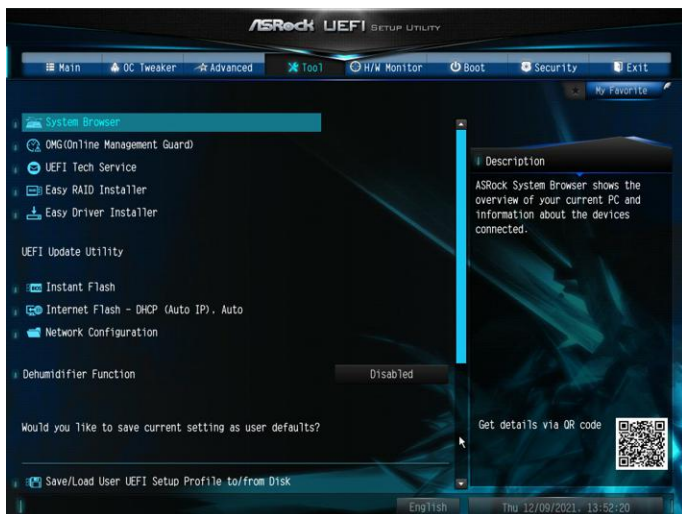 ASRock UEFI SETUP UTILITY
Main OC Tweaker Advanced Tool H/W Monitor Boot Security Exit
My Favorite
System Browser
OMG(Online Management Guard)
UEFI Tech Service
Easy RAID Installer
Easy Driver Installer
UEFI Update Utility
Instant Flash
Internet Flash - DHCP (Auto IP). Auto
Network Configuration
Dehumidifier Function Disabled
Would you like to save current setting as user defaults?
Save/Load User UEFI Setup Profile to/from Disk
Description
ASRock System Browser shows the
overview of your current PC and
information about the devices
connected.
Get details via QR code
English Thu 12/09/2021. 13:52:20